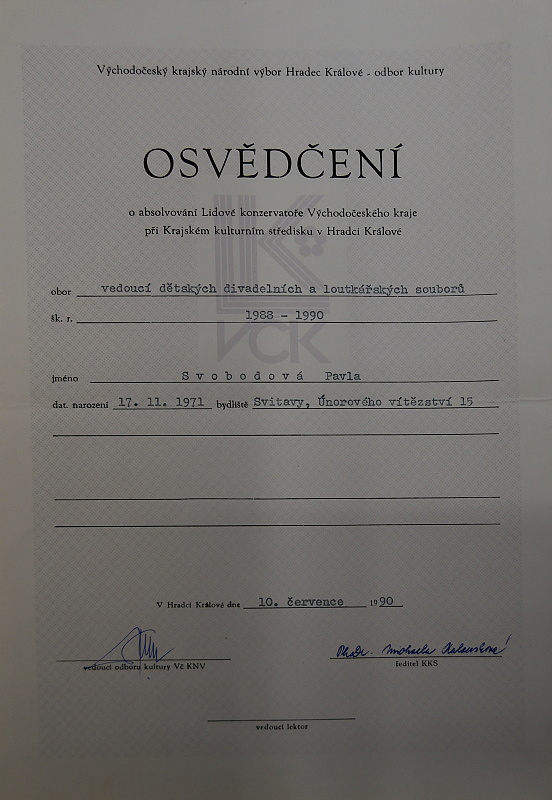 Východočeský krajský národní výbor Hradec Králové - odbor kultury
OSVĚDČENÍ
o absolvování Lidové konzervatoře Východočeského kraje
při Krajském kulturním středisku v Hradci Králové
obor vedoucí dětských divadelních a loutkářských souborů
šk. r. 1988 - 1990
jméno S v o b o d o v á Pavla
dat. narození 17. 11. 1971 bydliště Svitavy, Únorového vítězství 15
V Hradci Králové dne 10. července 1990
PhDr. Michaela
vedoucí odboru kultury Vč KNV
ředitel KKS
vedoucí lektor